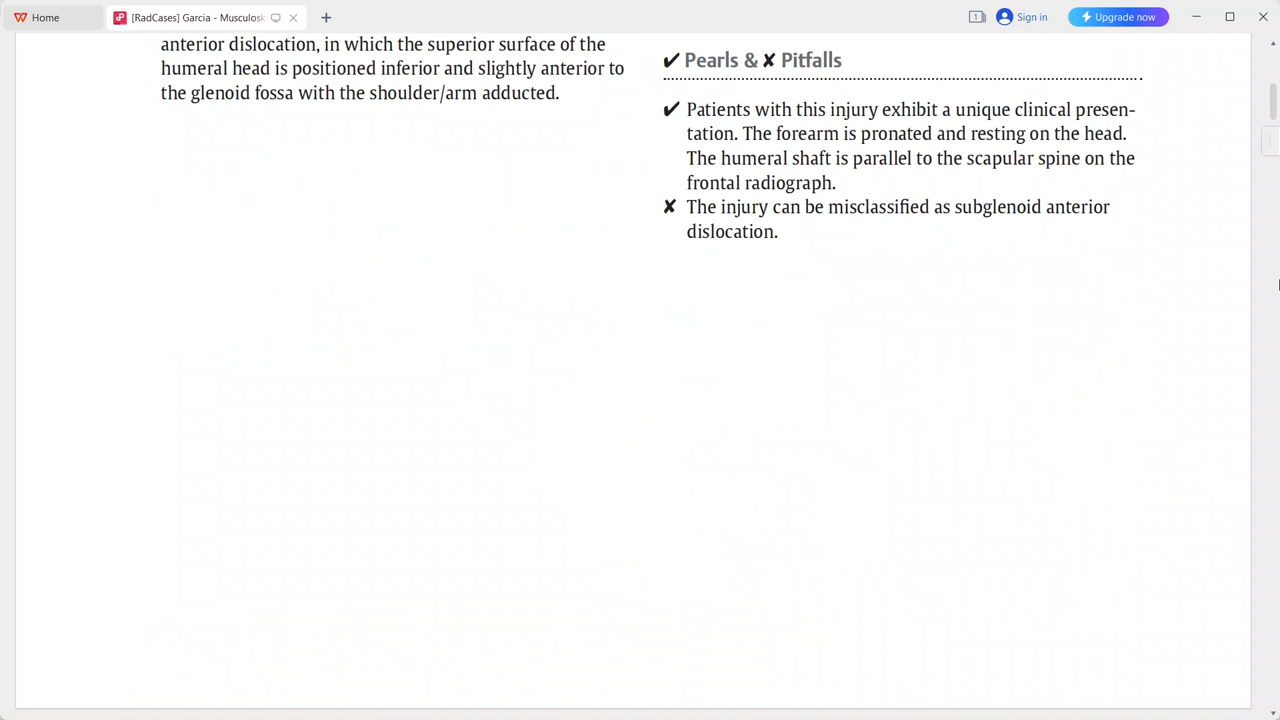 Home
[RadCases] Garcia - Musculosk
1
Sign in
Upgrade now
anterior dislocation, in which the superior surface of the
humeral head is positioned inferior and slightly anterior to
the glenoid fossa with the shoulder/arm adducted.
✔ Pearls & ✘ Pitfalls
✔ Patients with this injury exhibit a unique clinical presen-
tation. The forearm is pronated and resting on the head.
The humeral shaft is parallel to the scapular spine on the
frontal radiograph.
✘ The injury can be misclassified as subglenoid anterior
dislocation.